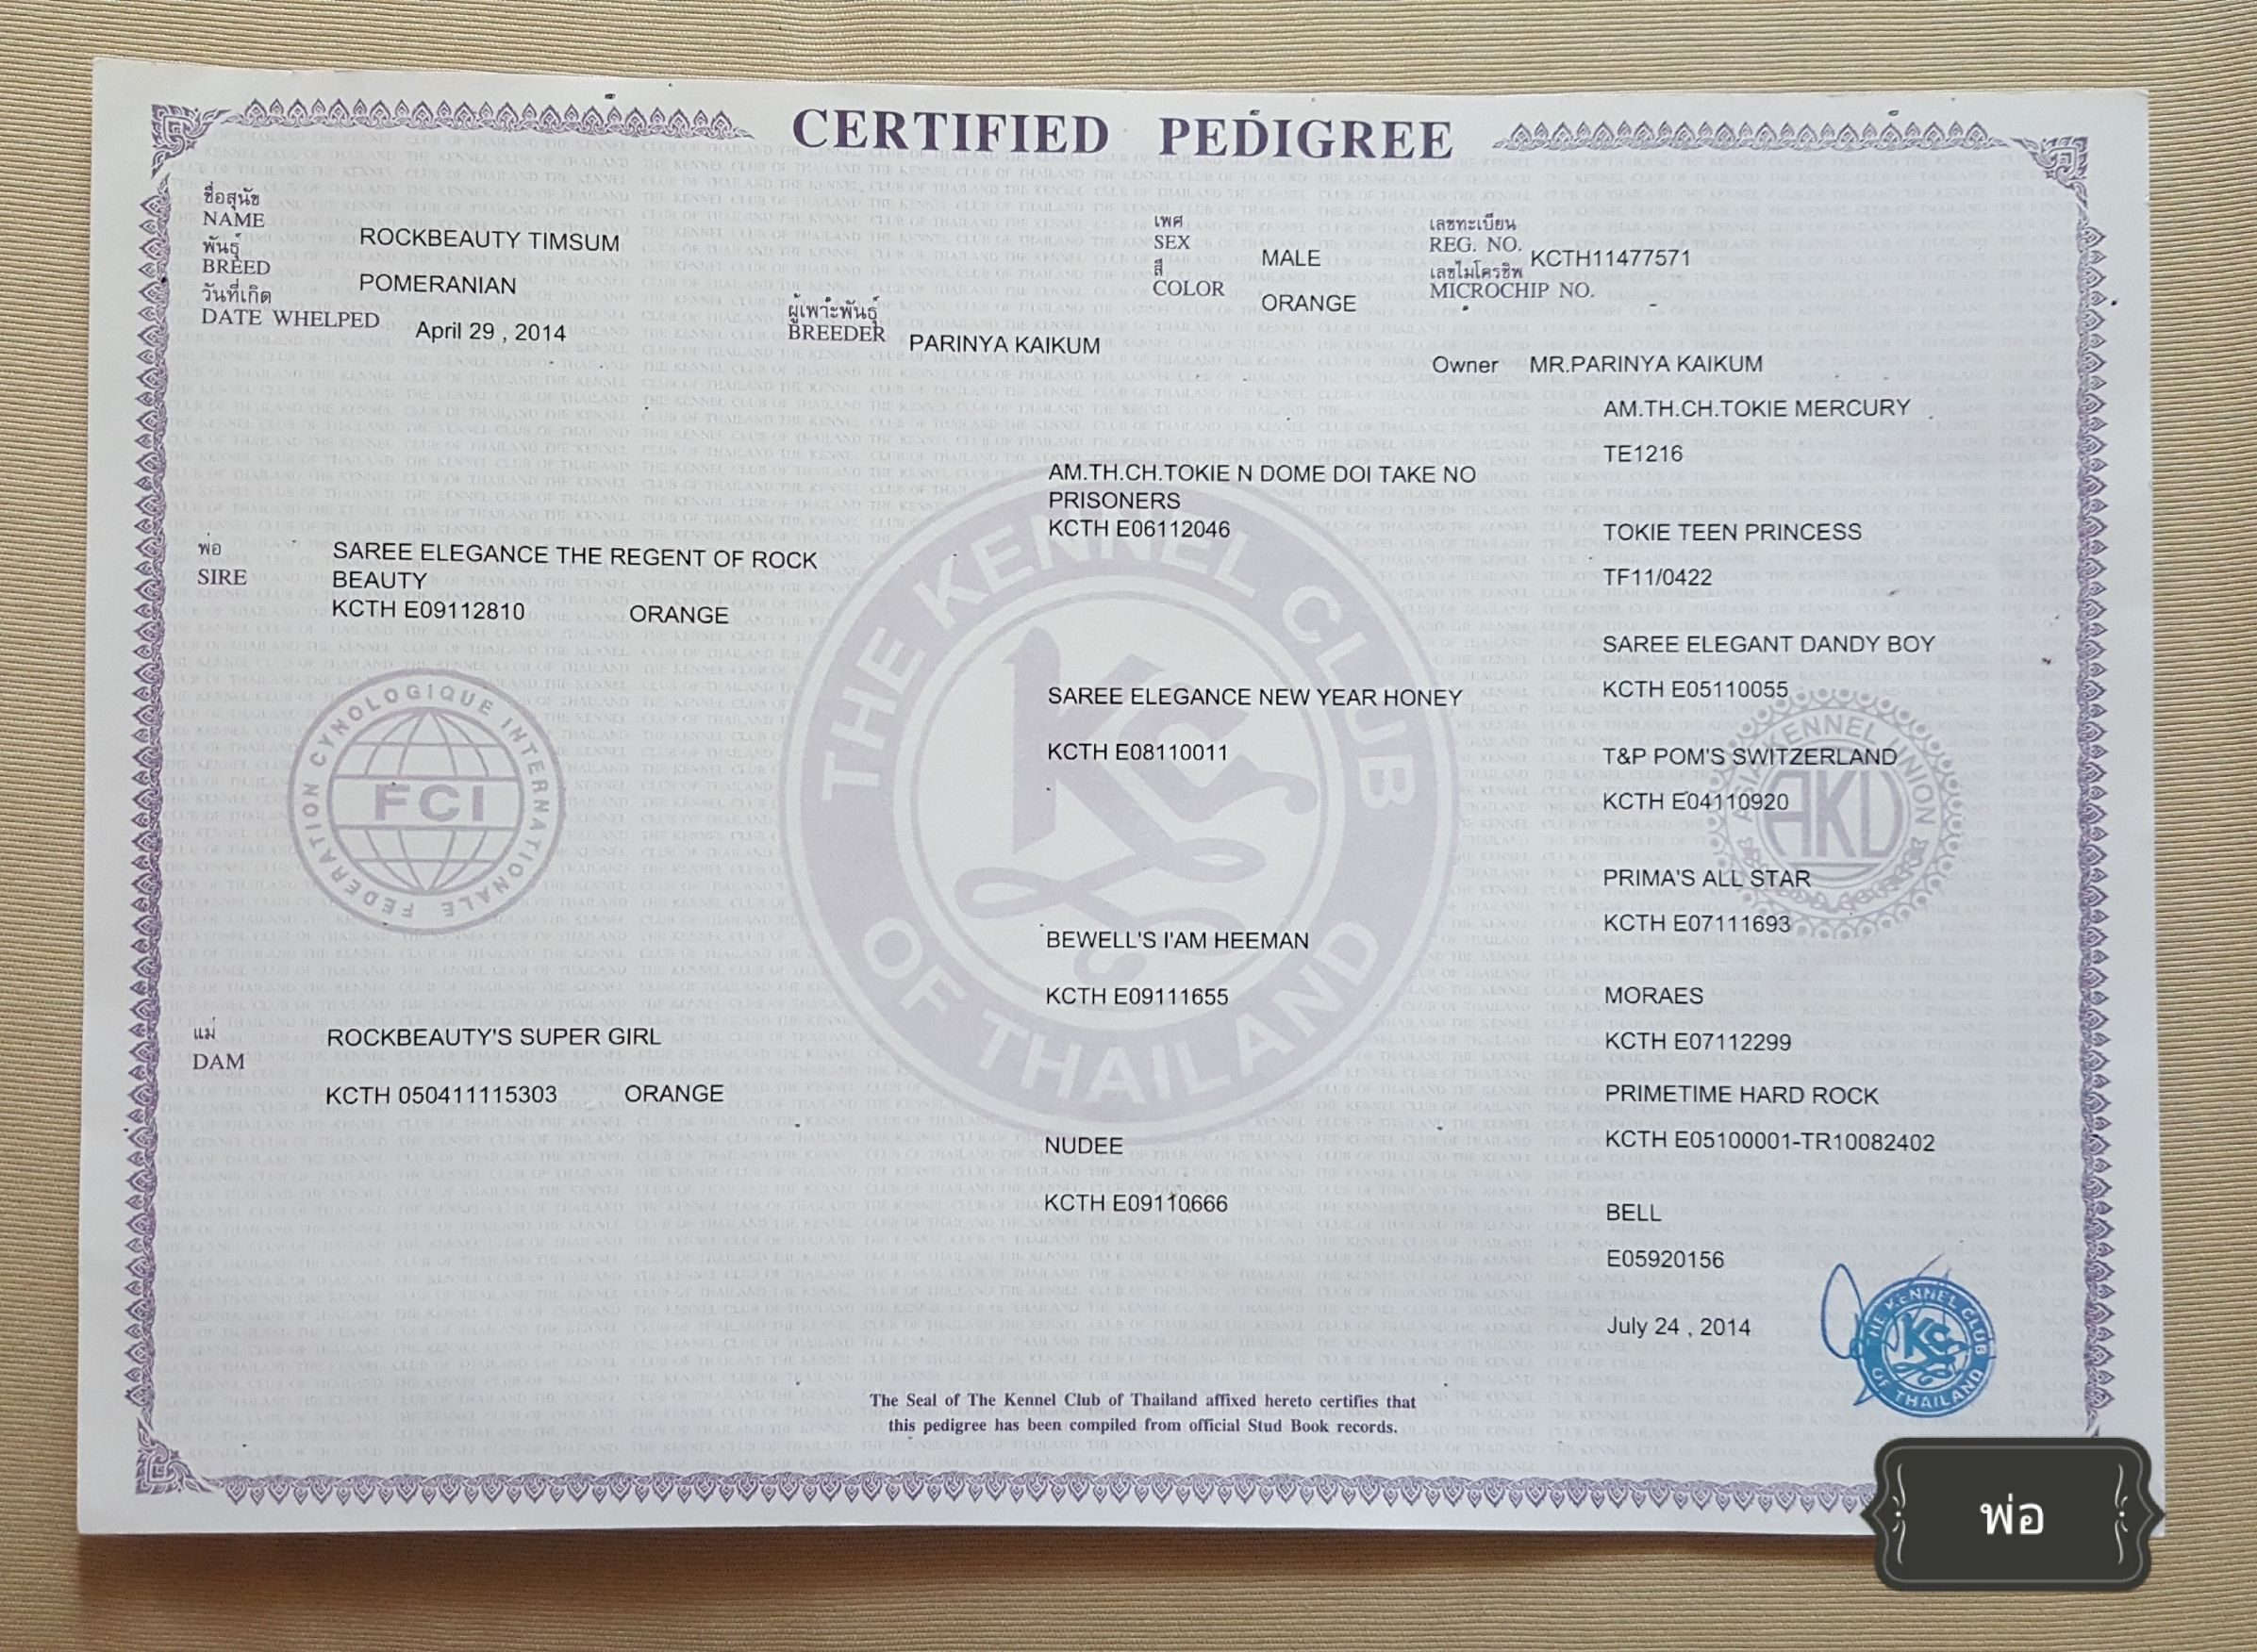 CERTIFIED PEDIGREE
ชื่อสุนัข
NAME
ROCKBEAUTY TIMSUM
พันธุ์
BREED
POMERANIAN
วันที่เกิด
DATE WHELPED
April 29 , 2014
ผู้เพาะพันธุ์
BREEDER
PARINYA KAIKUM
เพศ
SEX
MALE
สี
COLOR
ORANGE
เลขทะเบียน
REG. NO. KCTH11477571
เลขไมโครชิพ
MICROCHIP NO.
Owner MR.PARINYA KAIKUM
พ่อ
SIRE
SAREE ELEGANCE THE REGENT OF ROCK
BEAUTY
KCTH E09112810 ORANGE
แม่
DAM
ROCKBEAUTY'S SUPER GIRL
KCTH 050411115303 ORANGE
AM.TH.CH.TOKIE N DOME DOI TAKE NO
PRISONERS
KCTH E06112046
SAREE ELEGANCE NEW YEAR HONEY
KCTH E08110011
BEWELL'S I'AM HEEMAN
KCTH E09111655
NUDEE
KCTH E09110666
AM.TH.CH.TOKIE MERCURY
TE1216
TOKIE TEEN PRINCESS
TF11/0422
SAREE ELEGANT DANDY BOY
KCTH E05110055
T&P POM'S SWITZERLAND
KCTH E04110920
PRIMA'S ALL STAR
KCTH E07111693
MORAES
KCTH E07112299
PRIMETIME HARD ROCK
KCTH E05100001-TR10082402
BELL
E05920156
July 24 , 2014
FEDERATION CYNOLOGIQUE INTERNATIONALE
FCI
THE KENNEL CLUB OF THAILAND
KC
ASIA KENNEL UNION
AKU
THE KENNEL CLUB OF THAILAND
KC
The Seal of The Kennel Club of Thailand affixed hereto certifies that
this pedigree has been compiled from official Stud Book records.
พ่อ